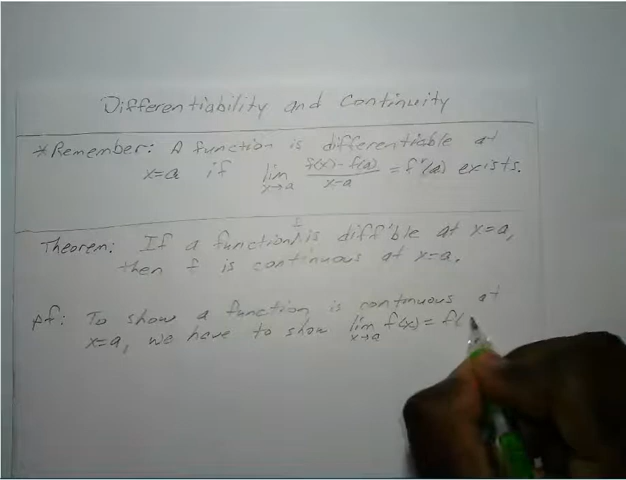 Differentiability and Continuity
*Remember: A function is differentiable at
x=a if lim x→a (f(x)-f(a))/(x-a) = f'(a) exists.
Theorem: If a function f is diff'ble at x=a,
then f is continuous at x=a.
Pf: To show a function is continuous at
x=a, we have to show lim x→a f(x) = f(